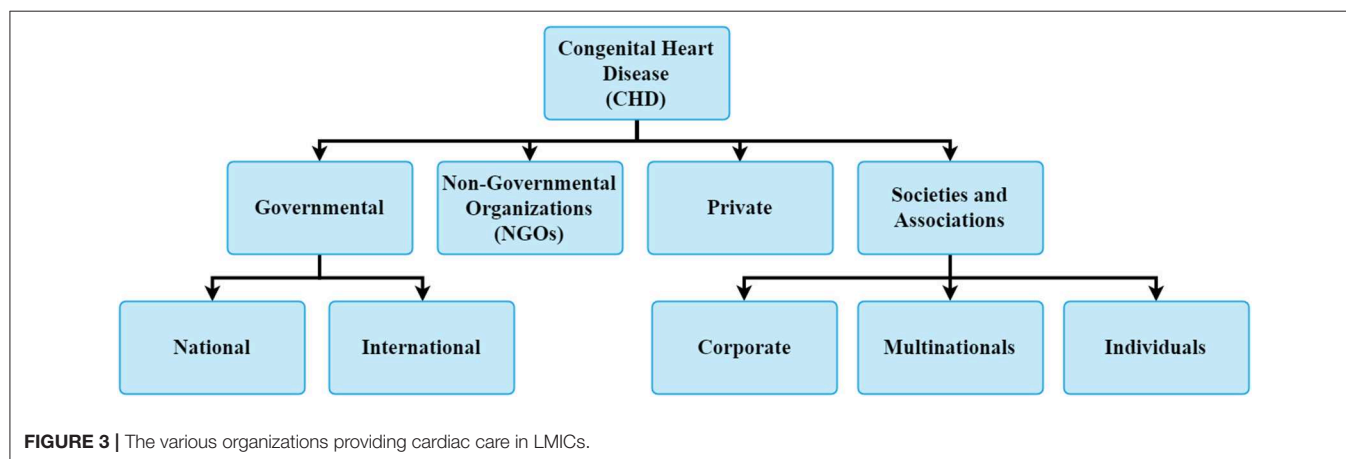 Congenital Heart
Disease
(CHD)
Governmental
Non-Governmental
Organizations
(NGOs)
Private
Societies and
Associations
National
International
Corporate
Multinationals
Individuals
FIGURE 3 | The various organizations providing cardiac care in LMICs.